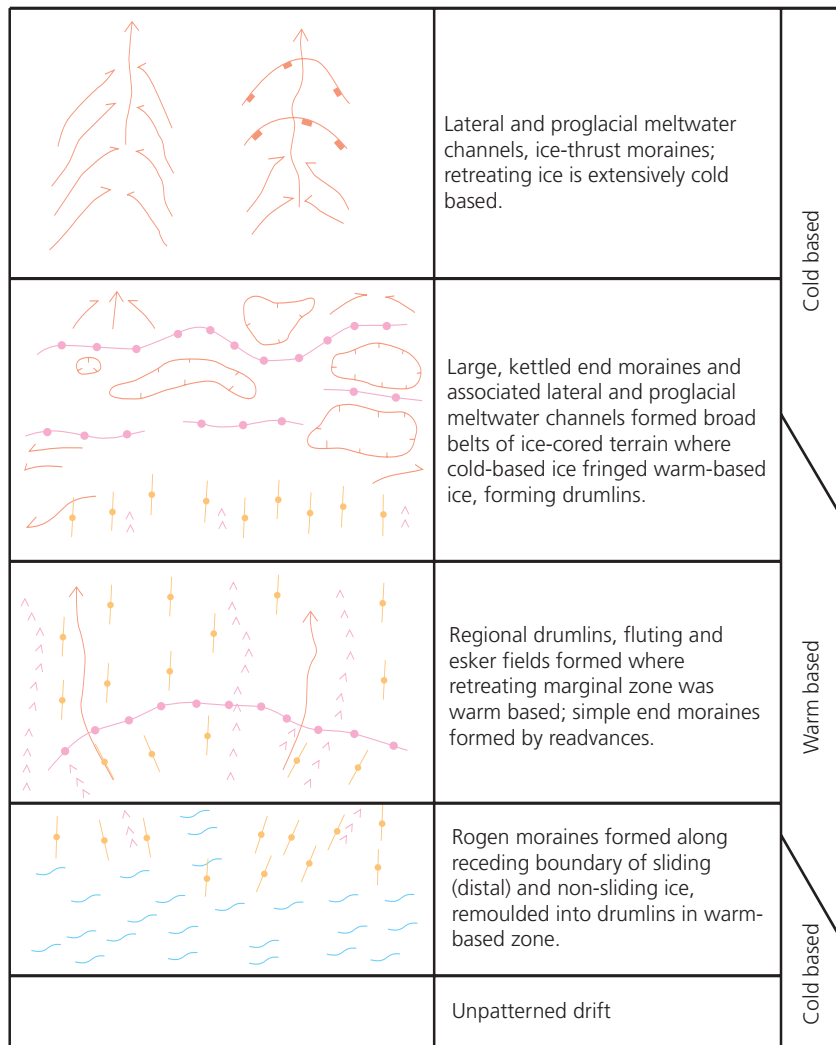 Lateral and proglacial meltwater
channels, ice-thrust moraines;
retreating ice is extensively cold
based.
Cold based
Large, kettled end moraines and
associated lateral and proglacial
meltwater channels formed broad
belts of ice-cored terrain where
cold-based ice fringed warm-based
ice, forming drumlins.
Regional drumlins, fluting and
esker fields formed where
retreating marginal zone was
warm based; simple end moraines
formed by readvances.
Warm based
Rogen moraines formed along
receding boundary of sliding
(distal) and non-sliding ice,
remoulded into drumlins in warm-
based zone.
Cold based
Unpatterned drift